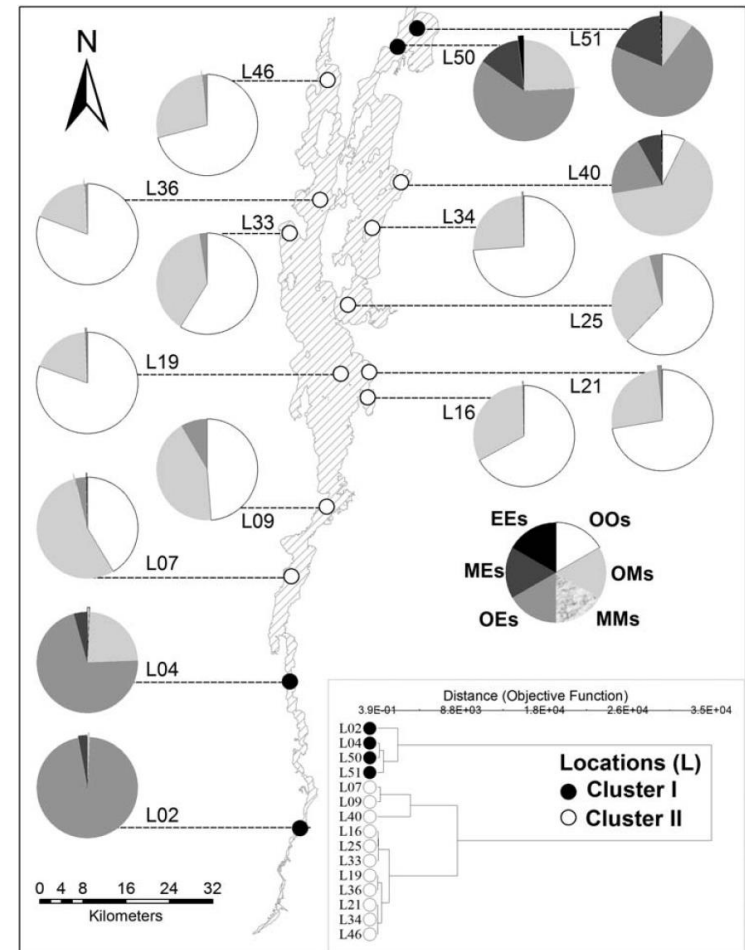 N
L46
L50
L51
L36
L33
L34
L40
L25
L19
L21
L16
L09
L07
EEs
OOs
MEs
OMs
OEs
MMs
L04
L02
Distance (Objective Function)
3.9E-01 8.8E+03 1.8E+04 2.6E+04 3.5E+04
L02
L04
L50
L51
L07
L09
L40
L16
L25
L33
L19
L36
L21
L34
L46
Locations (L)
Cluster I
Cluster II
0 2 4 8 16 24 32
Kilometers